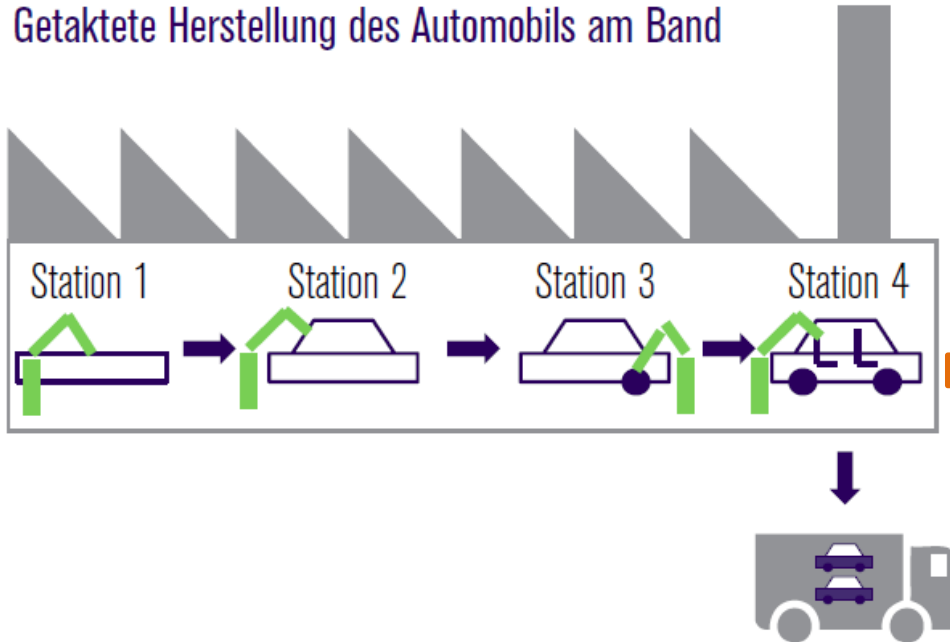 Getaktete Herstellung des Automobils am Band
Station 1
Station 2
Station 3
Station 4